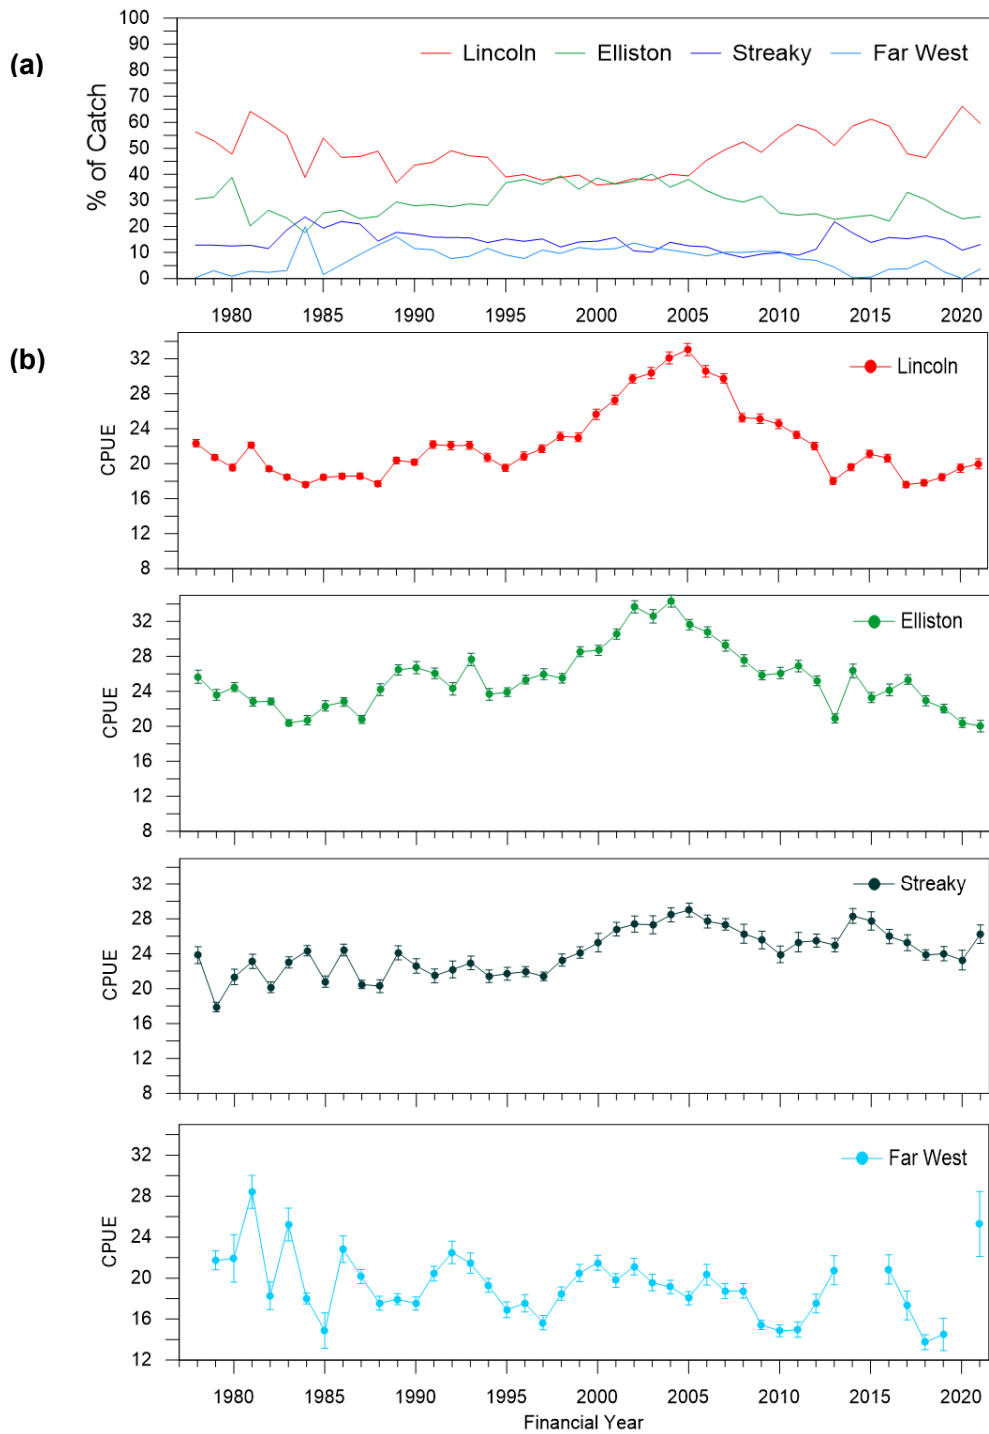 (a)
% of Catch
100
90
80
70
60
50
40
30
20
10
0
Lincoln Elliston Streaky Far West
1980 1985 1990 1995 2000 2005 2010 2015 2020
(b)
CPUE
32
28
24
20
16
12
8
Lincoln
CPUE
32
28
24
20
16
12
8
Elliston
CPUE
32
28
24
20
16
12
8
Streaky
CPUE
32
28
24
20
16
12
Far West
1980 1985 1990 1995 2000 2005 2010 2015 2020
Financial Year